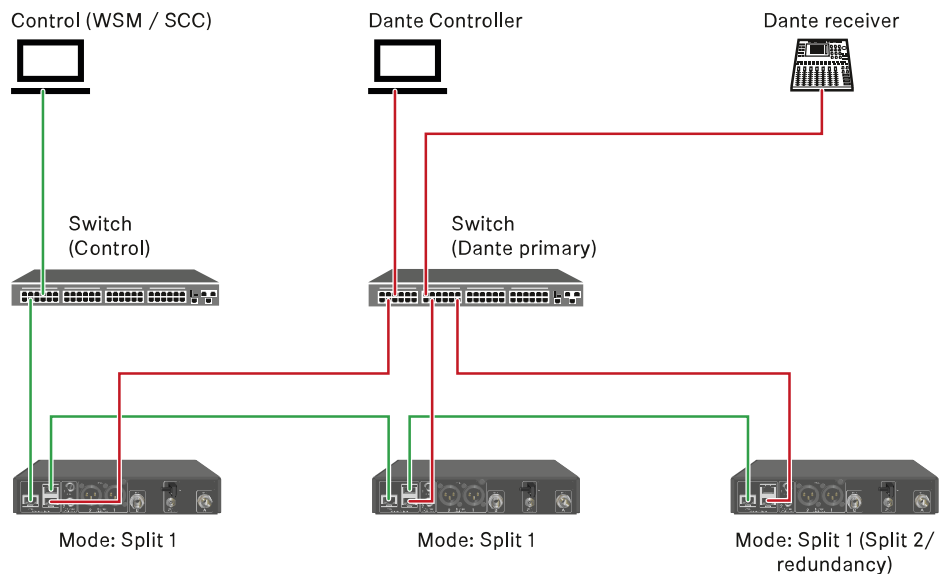 Control (WSM / SCC)
Dante Controller
Dante receiver
Switch
(Control)
Switch
(Dante primary)
Mode: Split 1
Mode: Split 1
Mode: Split 1 (Split 2/
redundancy)